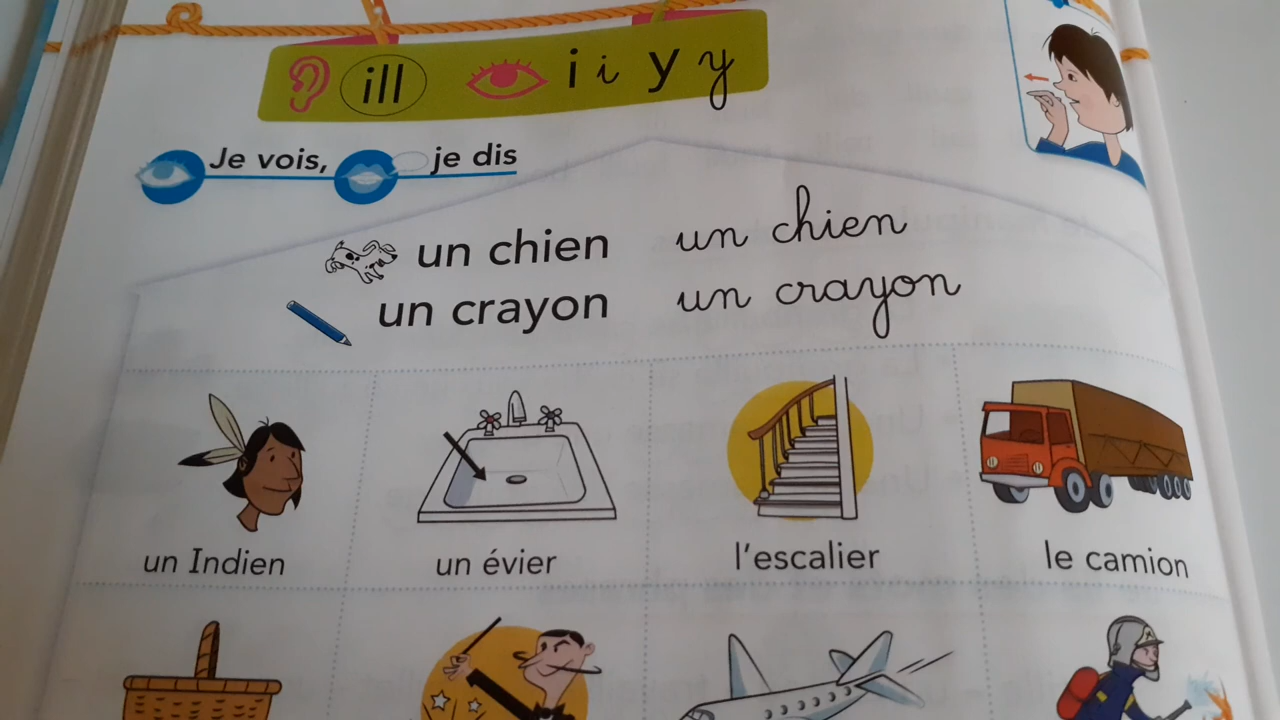 ill i i y y
Je vois, je dis
un chien un chien
un crayon un crayon
un Indien un évier l'escalier le camion